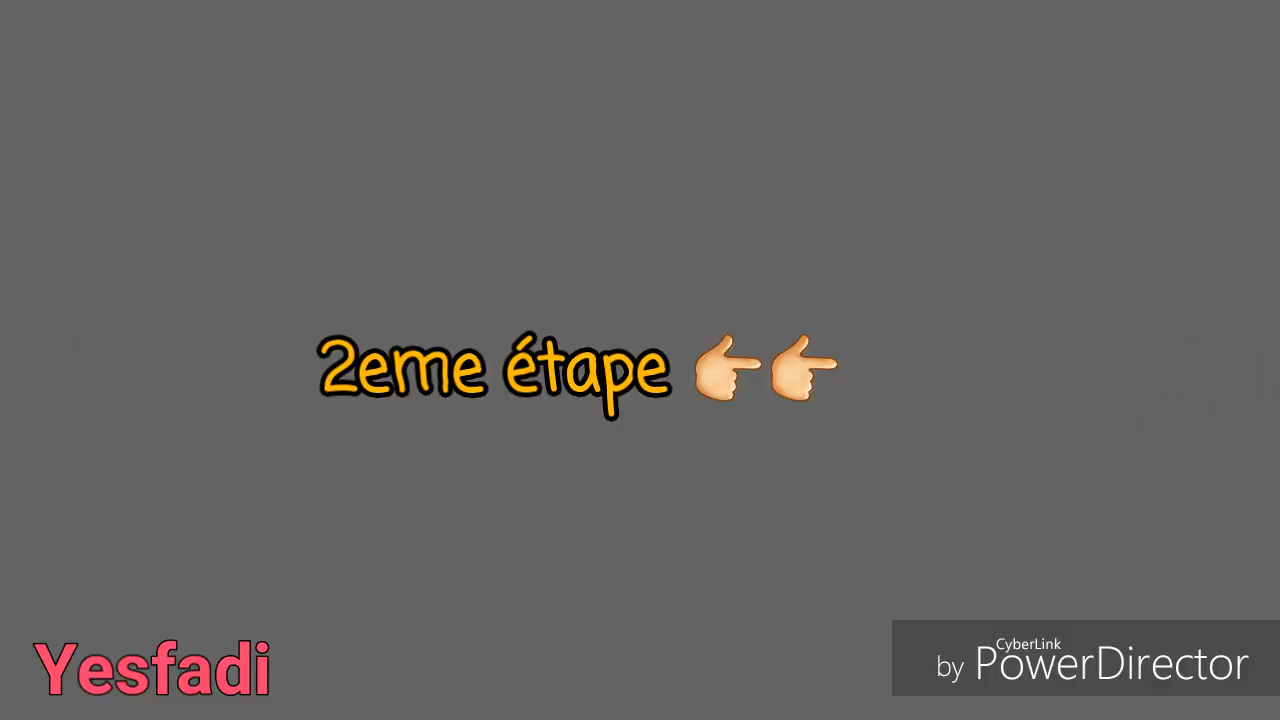 2eme étape 👉👉
Yesfadi
by CyberLink PowerDirector